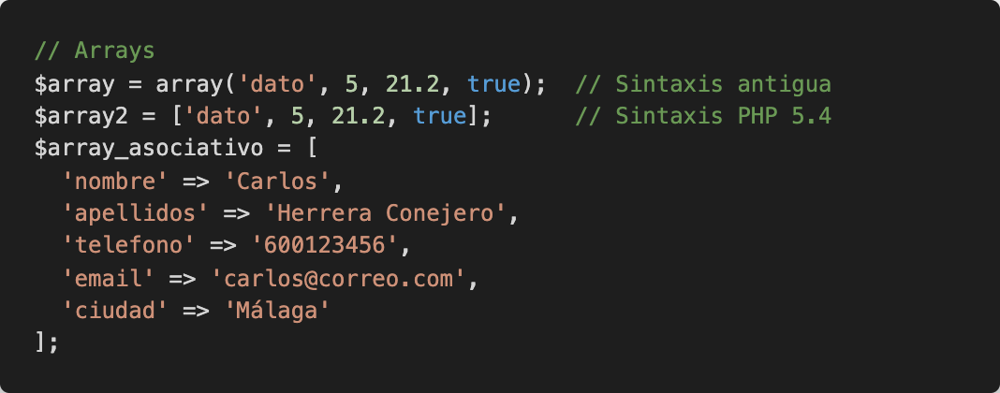 // Arrays
$array = array('dato', 5, 21.2, true);  // Sintaxis antigua
$array2 = ['dato', 5, 21.2, true];      // Sintaxis PHP 5.4
$array_asociativo = [
  'nombre' => 'Carlos',
  'apellidos' => 'Herrera Conejero',
  'telefono' => '600123456',
  'email' => 'carlos@correo.com',
  'ciudad' => 'Málaga'
];